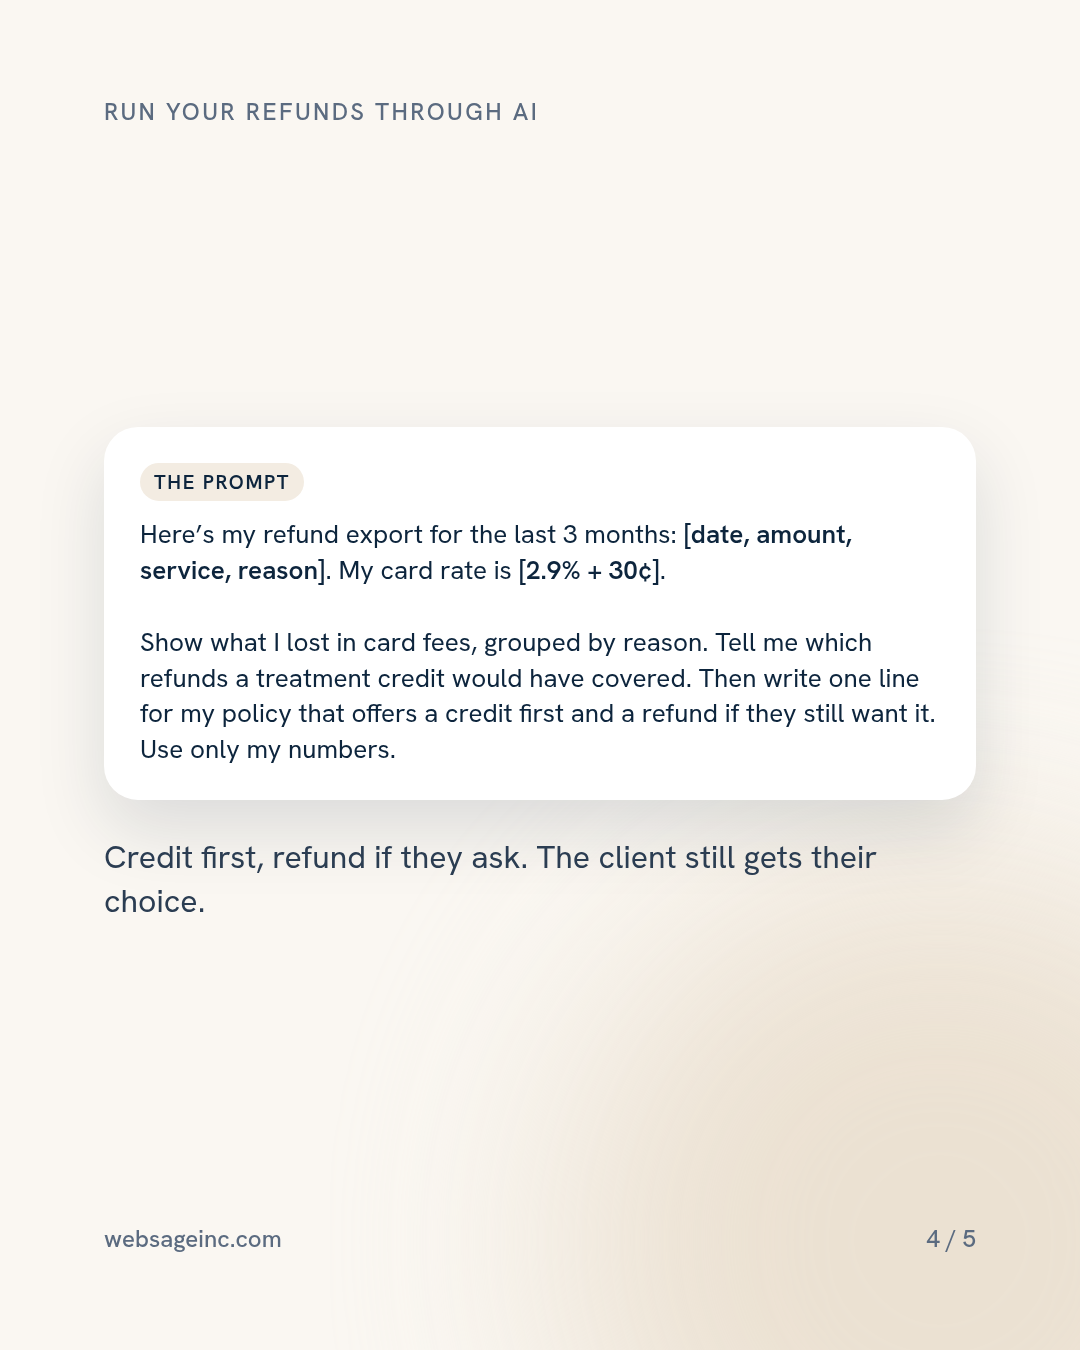 RUN YOUR REFUNDS THROUGH AI
THE PROMPT
Here’s my refund export for the last 3 months: [date, amount,
service, reason]. My card rate is [2.9% + 30¢].
Show what I lost in card fees, grouped by reason. Tell me which
refunds a treatment credit would have covered. Then write one line
for my policy that offers a credit first and a refund if they still want it.
Use only my numbers.
Credit first, refund if they ask. The client still gets their
choice.
websageinc.com
4 / 5